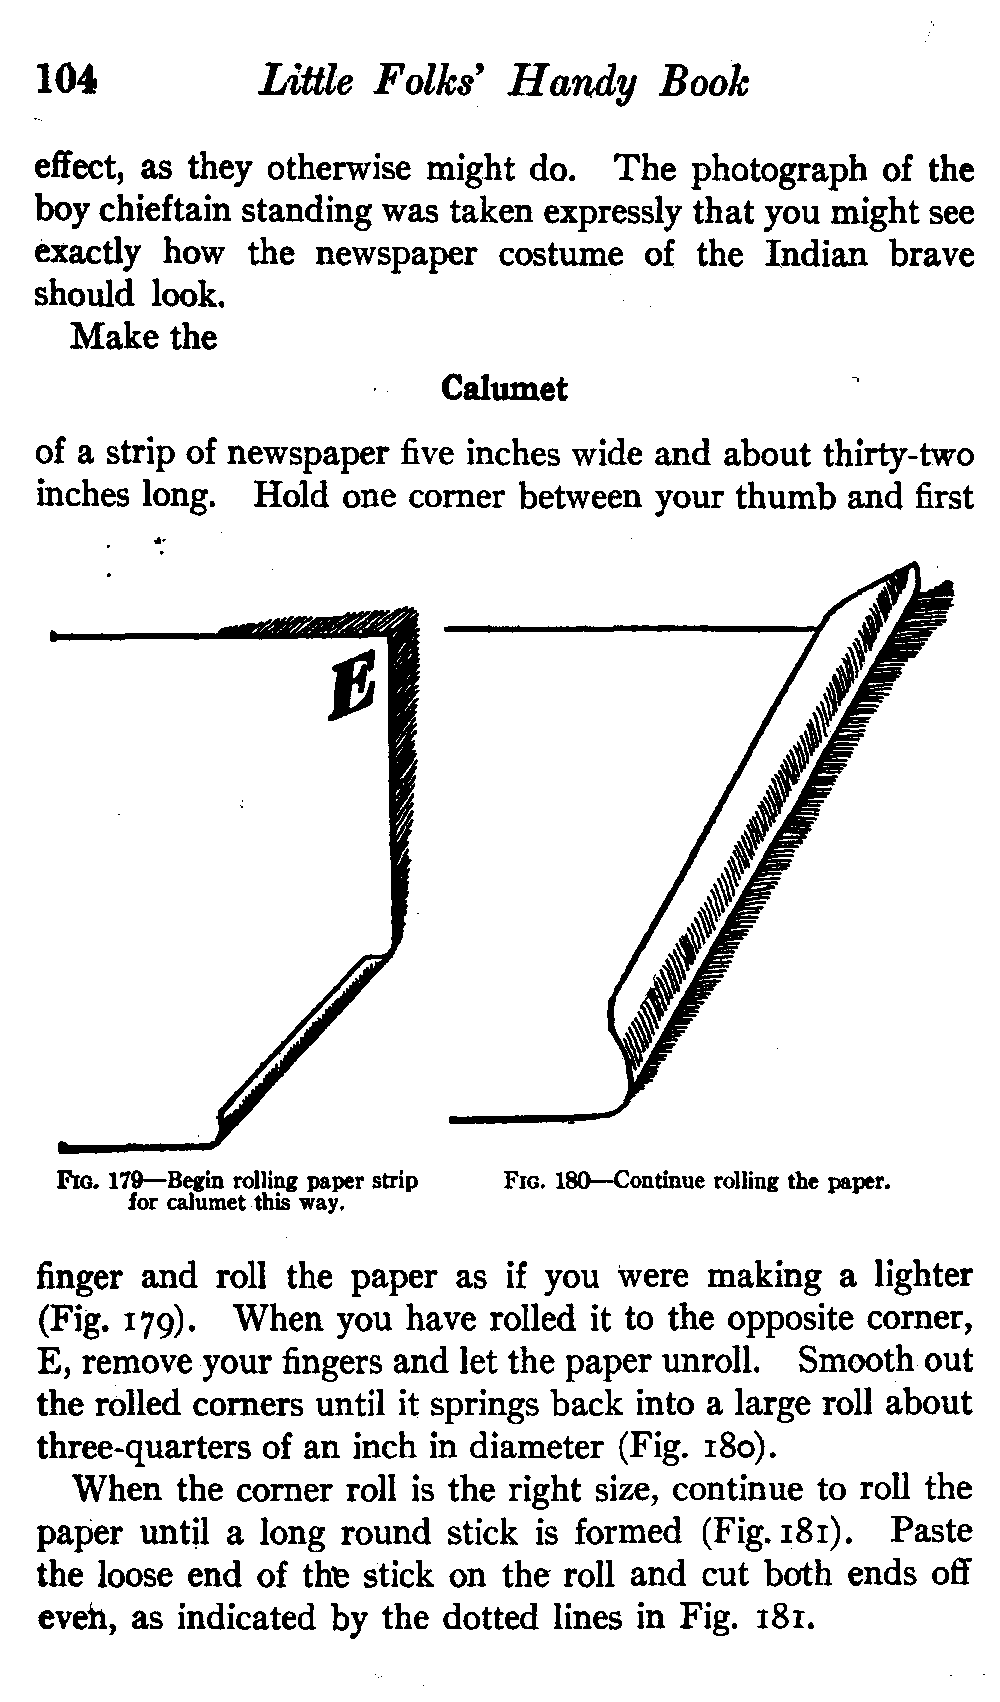 104 Little Folks' Handy Book
effect, as they otherwise might do. The photograph of the
boy chieftain standing was taken expressly that you might see
exactly how the newspaper costume of the Indian brave
should look.
Make the
Calumet
of a strip of newspaper five inches wide and about thirty-two
inches long. Hold one corner between your thumb and first
E
FIG. 179—Begin rolling paper strip
for calumet this way.
FIG. 180—Continue rolling the paper.
finger and roll the paper as if you were making a lighter
(Fig. 179). When you have rolled it to the opposite corner,
E, remove your fingers and let the paper unroll. Smooth out
the rolled corners until it springs back into a large roll about
three-quarters of an inch in diameter (Fig. 180).
When the corner roll is the right size, continue to roll the
paper until a long round stick is formed (Fig. 181). Paste
the loose end of the stick on the roll and cut both ends off
even, as indicated by the dotted lines in Fig. 181.